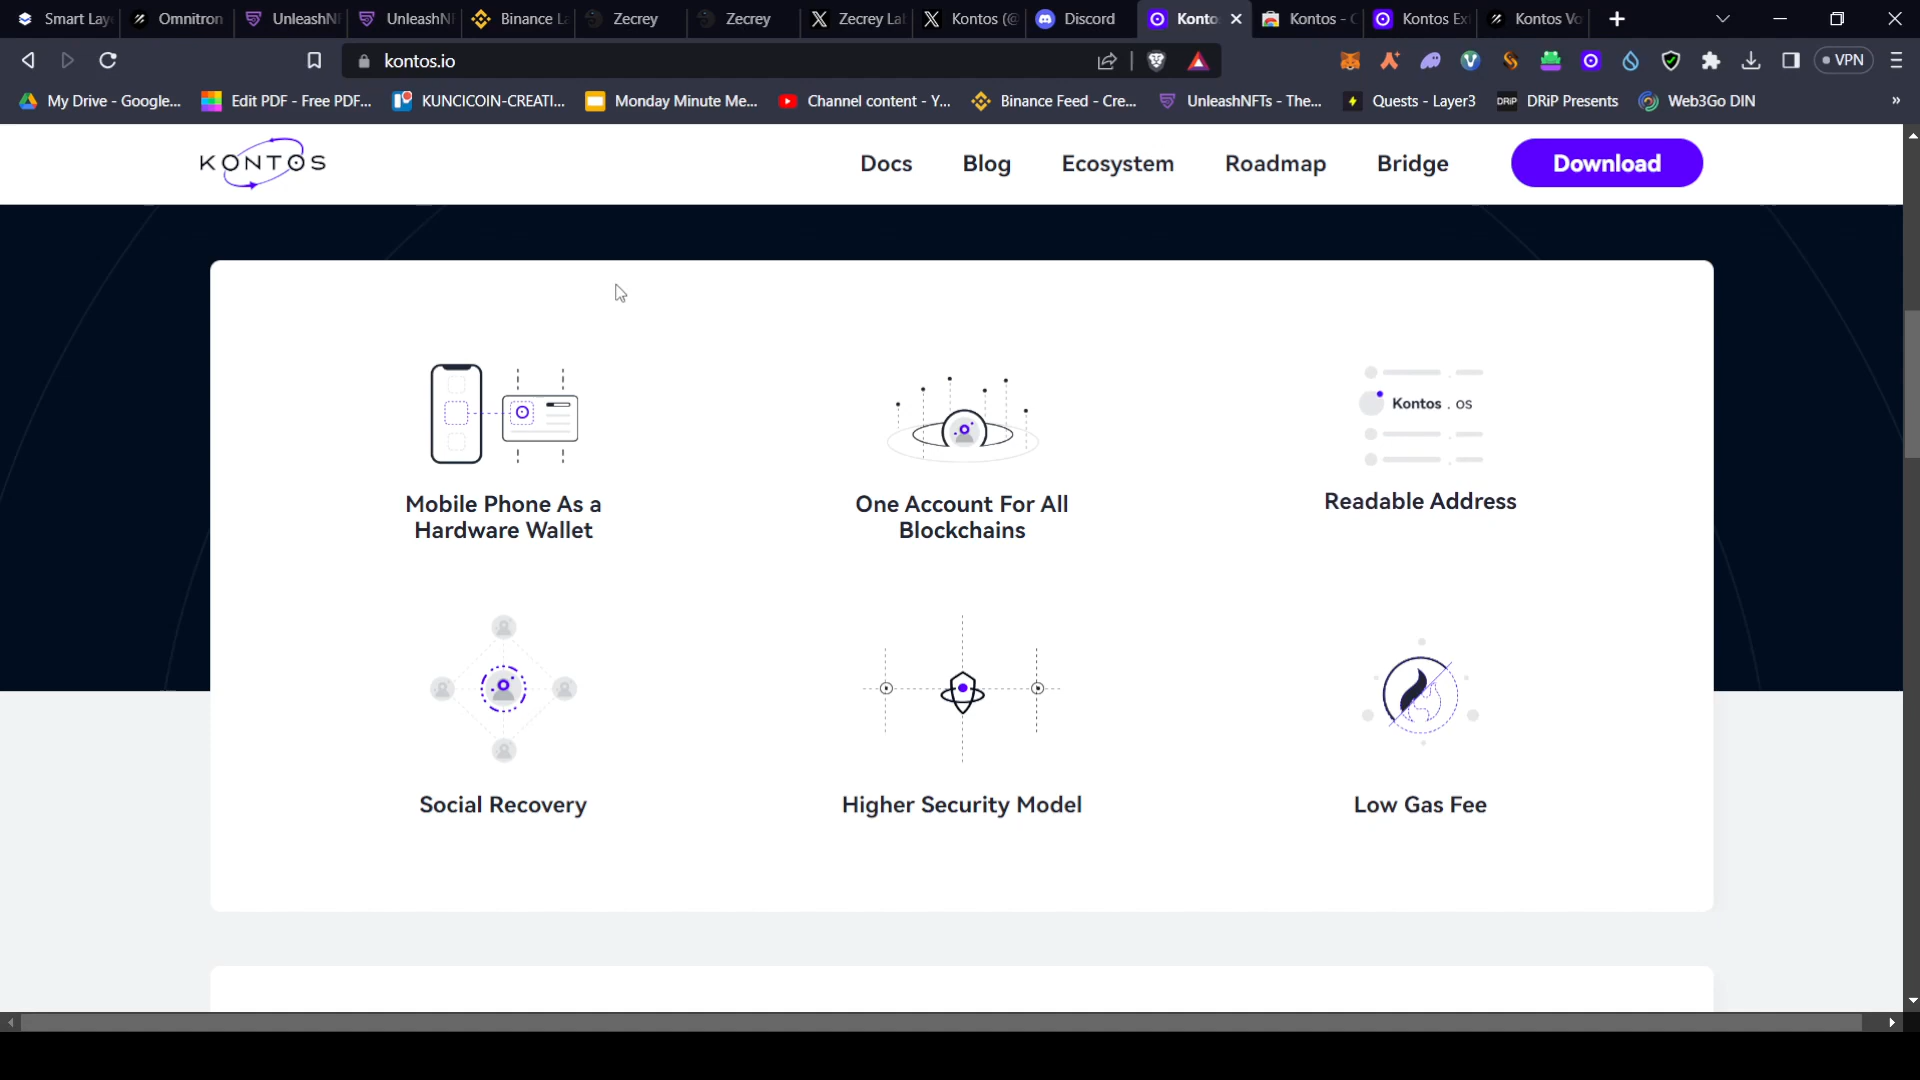 Smart Lay
Omnitron
UnleashN
UnleashN
Binance L
Zecrey
Zecrey
Zecrey La
Kontos (@
Discord
Konto
Kontos - C
Kontos Ex
Kontos Vo
kontos.io
VPN
My Drive - Google...
Edit PDF - Free PDF...
KUNCICOIN-CREATI...
Monday Minute Me...
Channel content - Y...
Binance Feed - Cre...
UnleashNFTs - The...
Quests - Layer3
DRiP
DRiP Presents
Web3Go DIN
KONTOS
Docs
Blog
Ecosystem
Roadmap
Bridge
Download
Kontos . os
Mobile Phone As a
Hardware Wallet
One Account For All
Blockchains
Readable Address
Social Recovery
Higher Security Model
Low Gas Fee